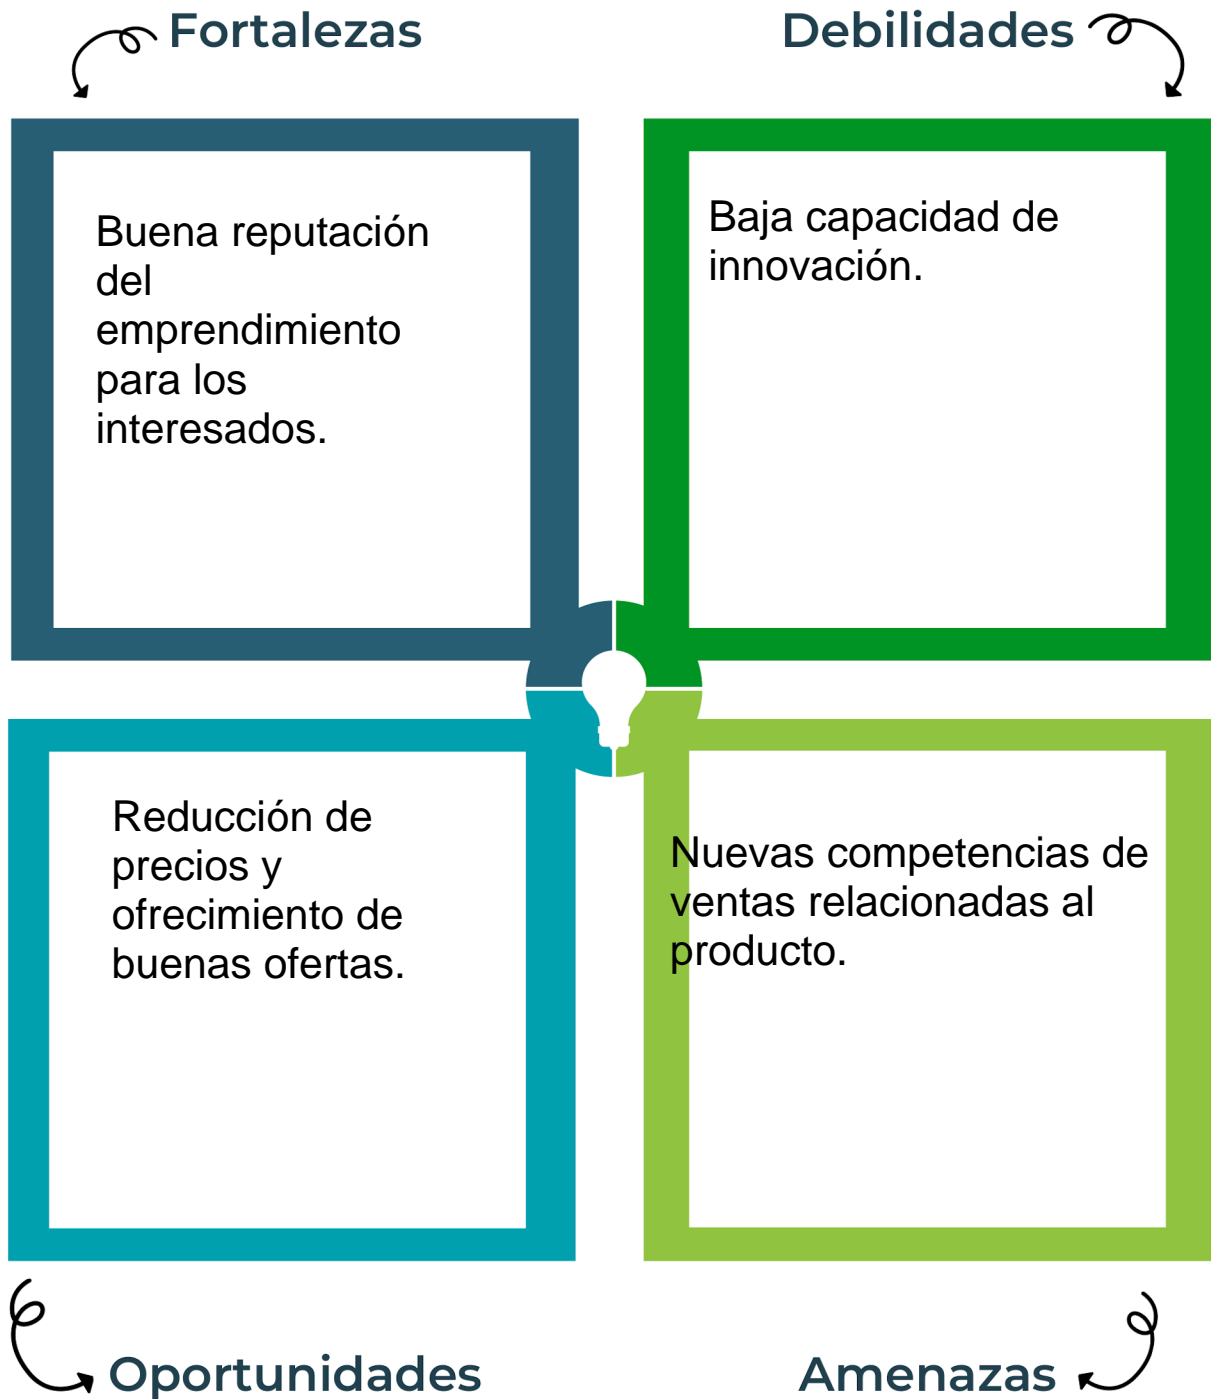 Fortalezas
Buena reputación
del
emprendimiento
para los
interesados.
Debilidades
Baja capacidad de
innovación.
Reducción de
precios y
ofrecimiento de
buenas ofertas.
Oportunidades
Nuevas competencias de
ventas relacionadas al
producto.
Amenazas